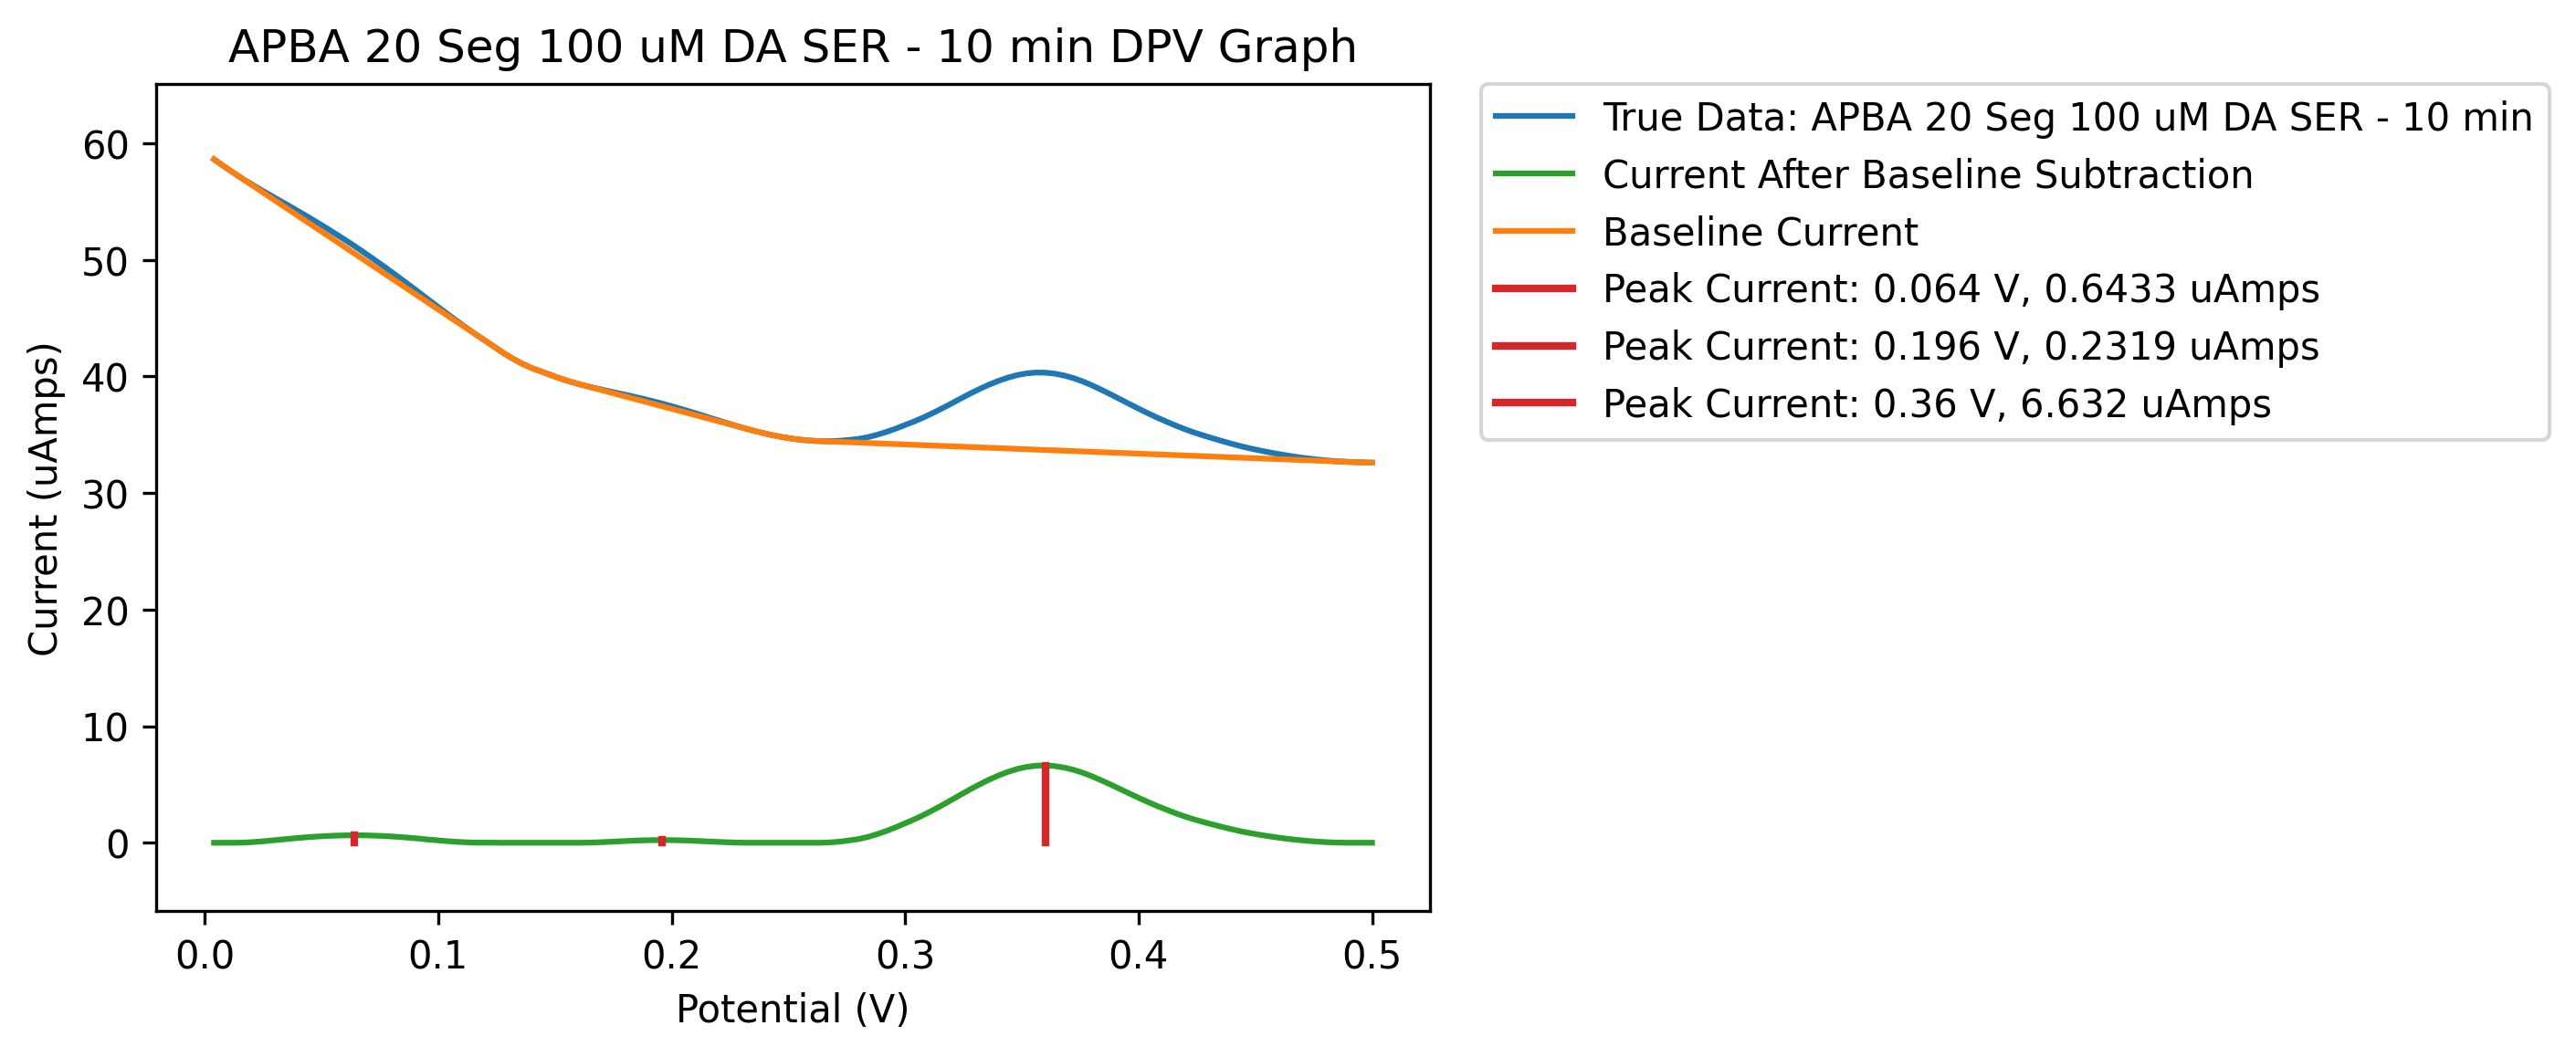 APBA 20 Seg 100 uM DA SER - 10 min DPV Graph
True Data: APBA 20 Seg 100 uM DA SER - 10 min
Current After Baseline Subtraction
Baseline Current
Peak Current: 0.064 V, 0.6433 uAmps
Peak Current: 0.196 V, 0.2319 uAmps
Peak Current: 0.36 V, 6.632 uAmps
Current (uAmps)
60
50
40
30
20
10
0
0.0 0.1 0.2 0.3 0.4 0.5
Potential (V)